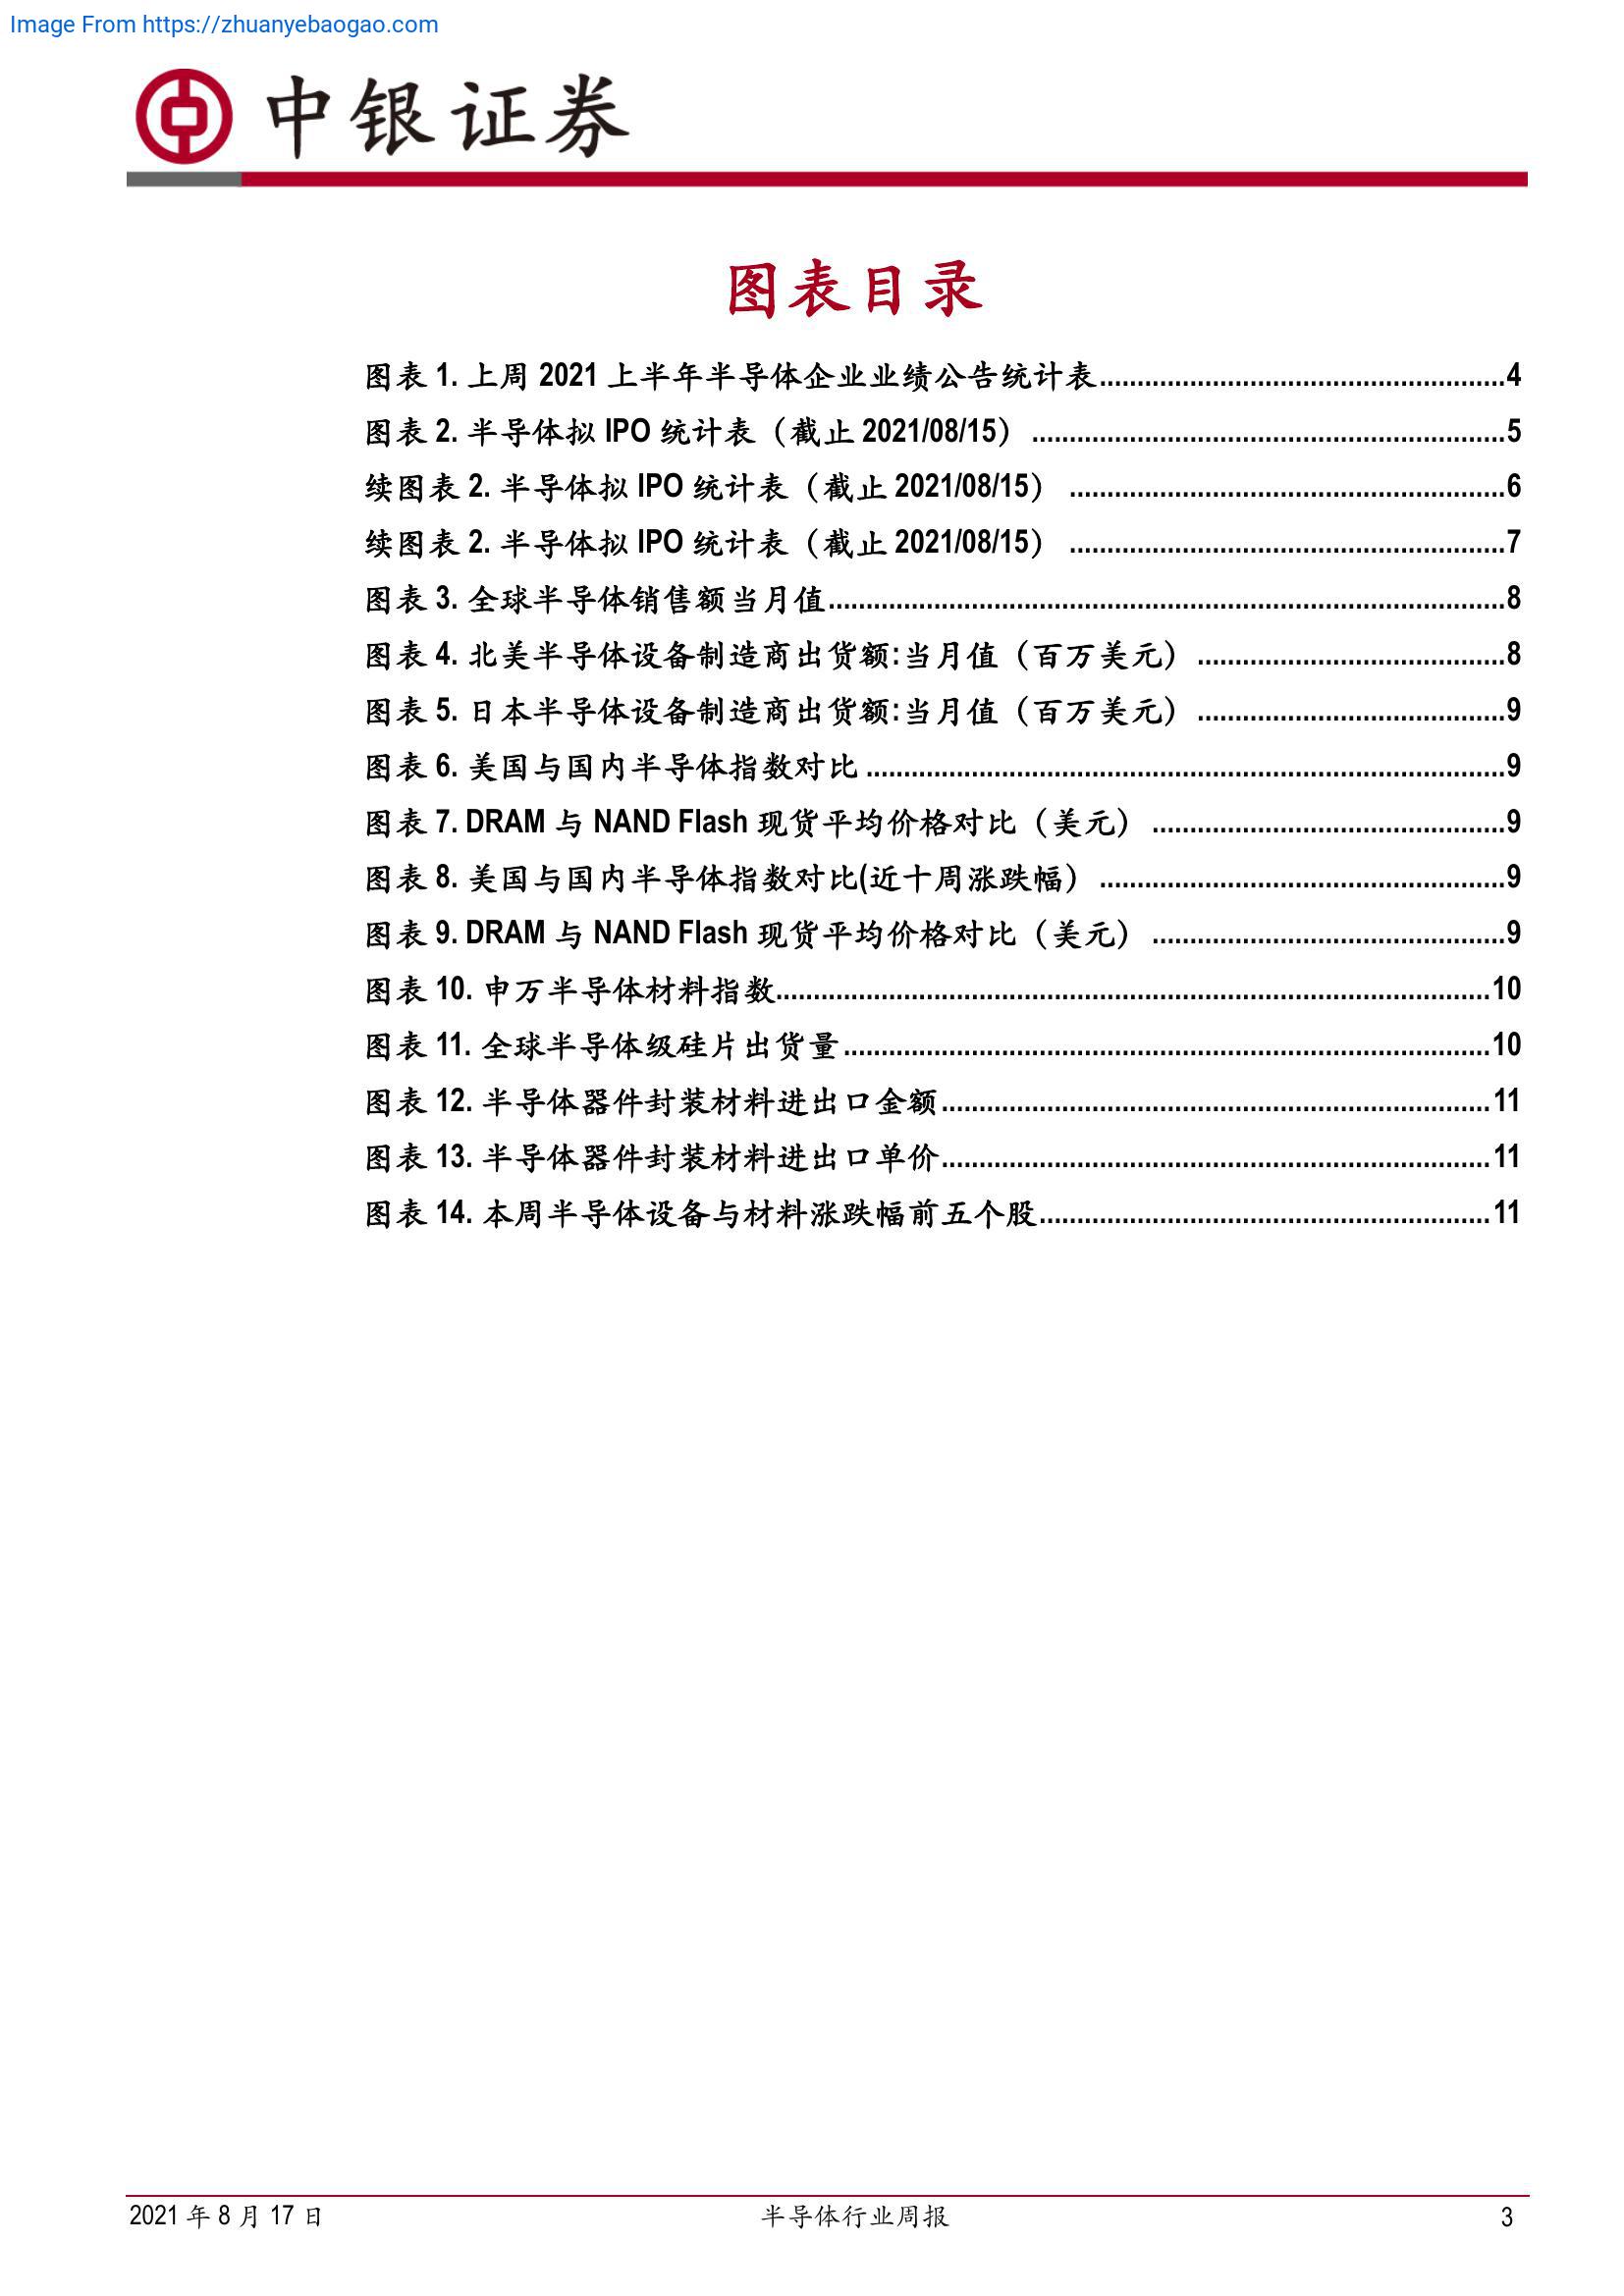 Image From https://zhuanyebaogao.com
中银证券
图表目录
图表 1. 上周 2021 上半年半导体企业业绩公告统计表......................................................4
图表 2. 半导体拟 IPO 统计表（截止 2021/08/15） ...............................................................5
续图表 2. 半导体拟 IPO 统计表（截止 2021/08/15） ..........................................................6
续图表 2. 半导体拟 IPO 统计表（截止 2021/08/15） ..........................................................7
图表 3. 全球半导体销售额当月值..........................................................................................8
图表 4. 北美半导体设备制造商出货额:当月值（百万美元） .........................................8
图表 5. 日本半导体设备制造商出货额:当月值（百万美元） .........................................9
图表 6. 美国与国内半导体指数对比 .....................................................................................9
图表 7. DRAM 与 NAND Flash 现货平均价格对比（美元） ...............................................9
图表 8. 美国与国内半导体指数对比(近十周涨跌幅） ......................................................9
图表 9. DRAM 与 NAND Flash 现货平均价格对比（美元） ...............................................9
图表 10. 申万半导体材料指数...............................................................................................10
图表 11. 全球半导体级硅片出货量......................................................................................10
图表 12. 半导体器件封装材料进出口金额.........................................................................11
图表 13. 半导体器件封装材料进出口单价.........................................................................11
图表 14. 本周半导体设备与材料涨跌幅前五个股............................................................11
2021 年 8 月 17 日 半导体行业周报 3